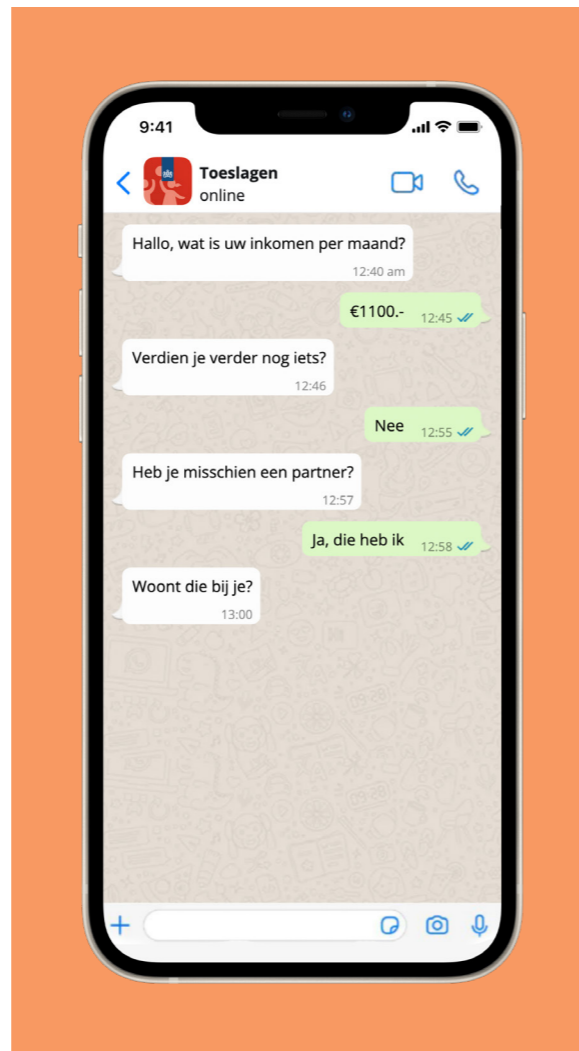 9:41
Toeslagen
online
Hallo, wat is uw inkomen per maand?
12:40 am
€1100.- 12:45
Verdien je verder nog iets?
12:46
Nee 12:55
Heb je misschien een partner?
12:57
Ja, die heb ik 12:58
Woont die bij je?
13:00